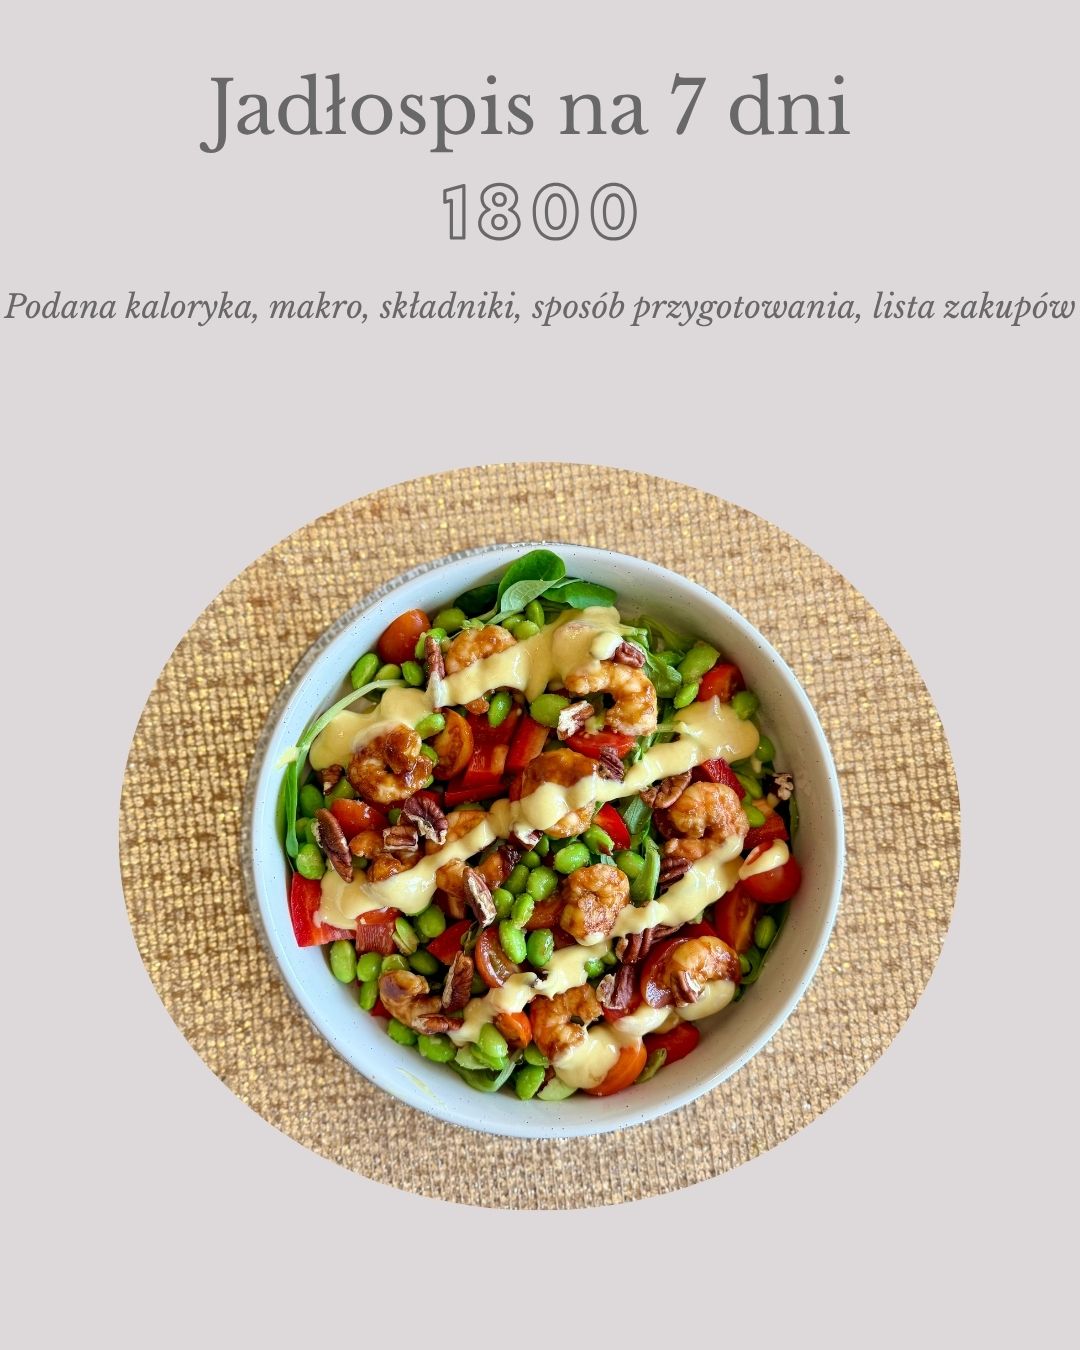 Jadłospis na 7 dni
1800
Podana kaloryka, makro, składniki, sposób przygotowania, lista zakupów